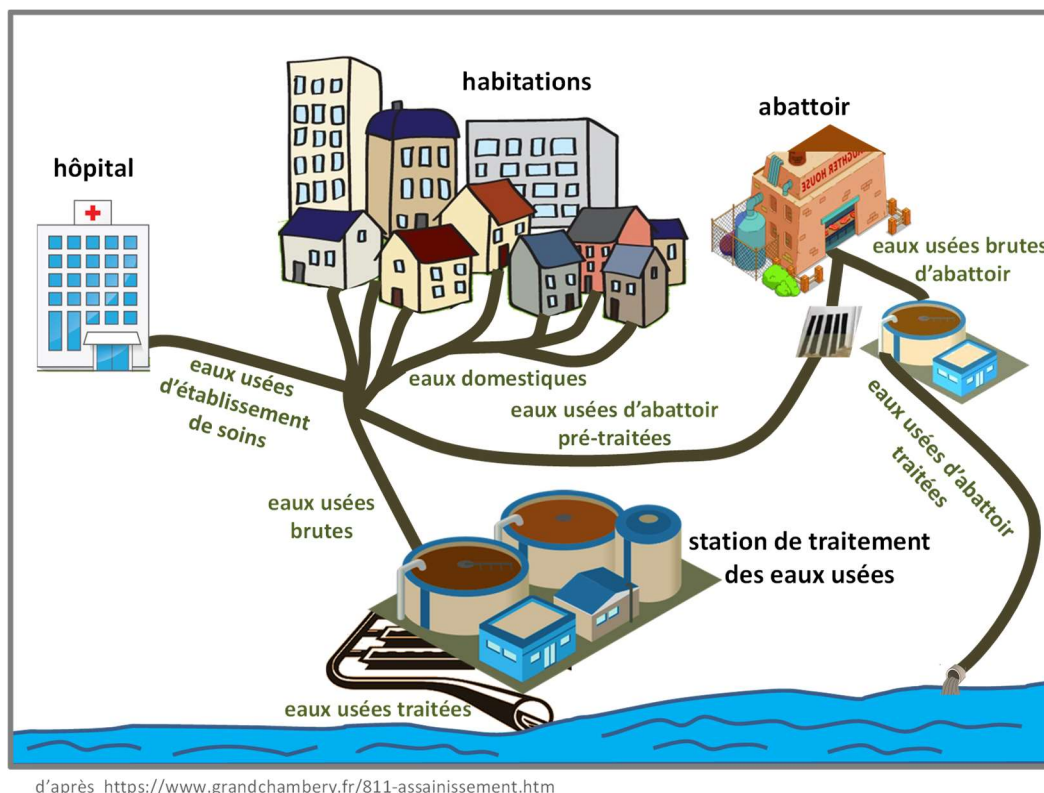 habitations
abattoir
hôpital
SLAUGHTER HOUSE
eaux usées brutes
d'abattoir
eaux usées
d'établissement
de soins
eaux domestiques
eaux usées d'abattoir
pré-traitées
eaux usées d'abattoir
traitées
eaux usées
brutes
station de traitement
des eaux usées
eaux usées traitées
d'après https://www.grandchambery.fr/811-assainissement.htm